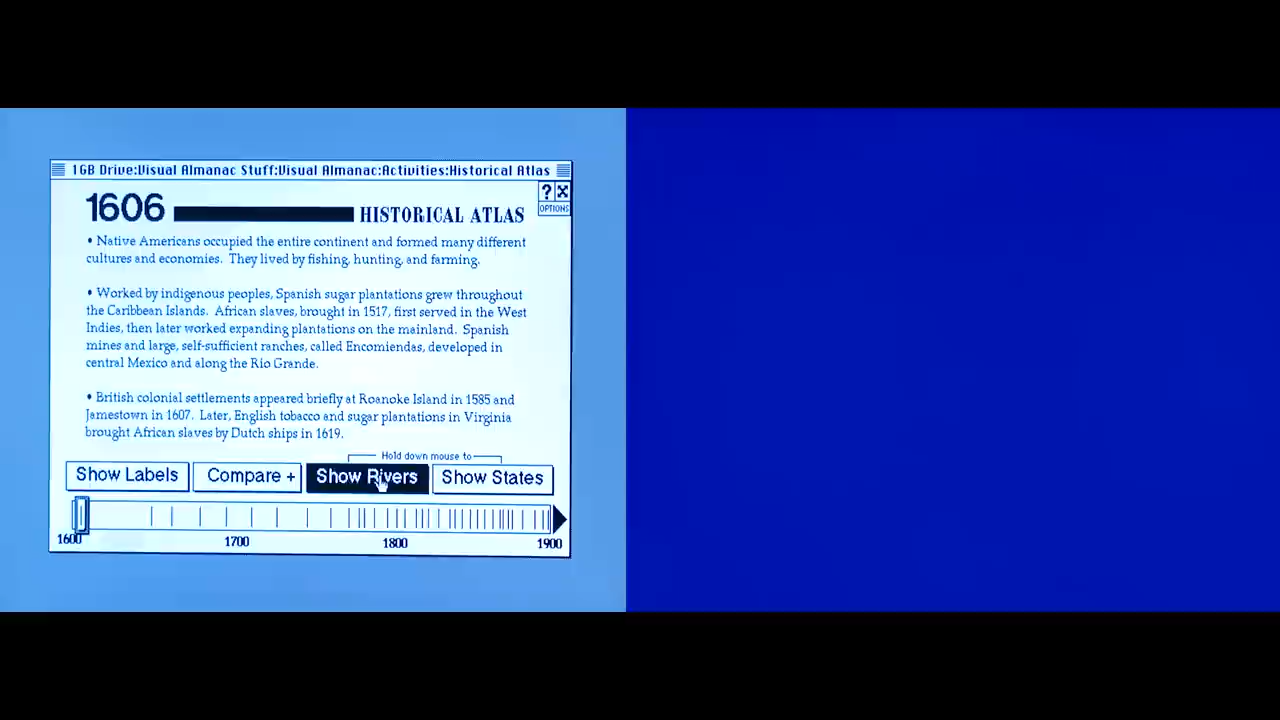 1GB Drive:Visual Almanac Stuff:Visual Almanac:Activities:Historical Atlas
? X
OPTIONS
1606 HISTORICAL ATLAS
• Native Americans occupied the entire continent and formed many different
cultures and economies. They lived by fishing, hunting, and farming.
• Worked by indigenous peoples, Spanish sugar plantations grew throughout
the Caribbean Islands. African slaves, brought in 1517, first served in the West
Indies, then later worked expanding plantations on the mainland. Spanish
mines and large, self-sufficient ranches, called Encomiendas, developed in
central Mexico and along the Rio Grande.
• British colonial settlements appeared briefly at Roanoke Island in 1585 and
Jamestown in 1607. Later, English tobacco and sugar plantations in Virginia
brought African slaves by Dutch ships in 1619.
Hold down mouse to
Show Labels Compare + Show Rivers Show States
1600 1700 1800 1900